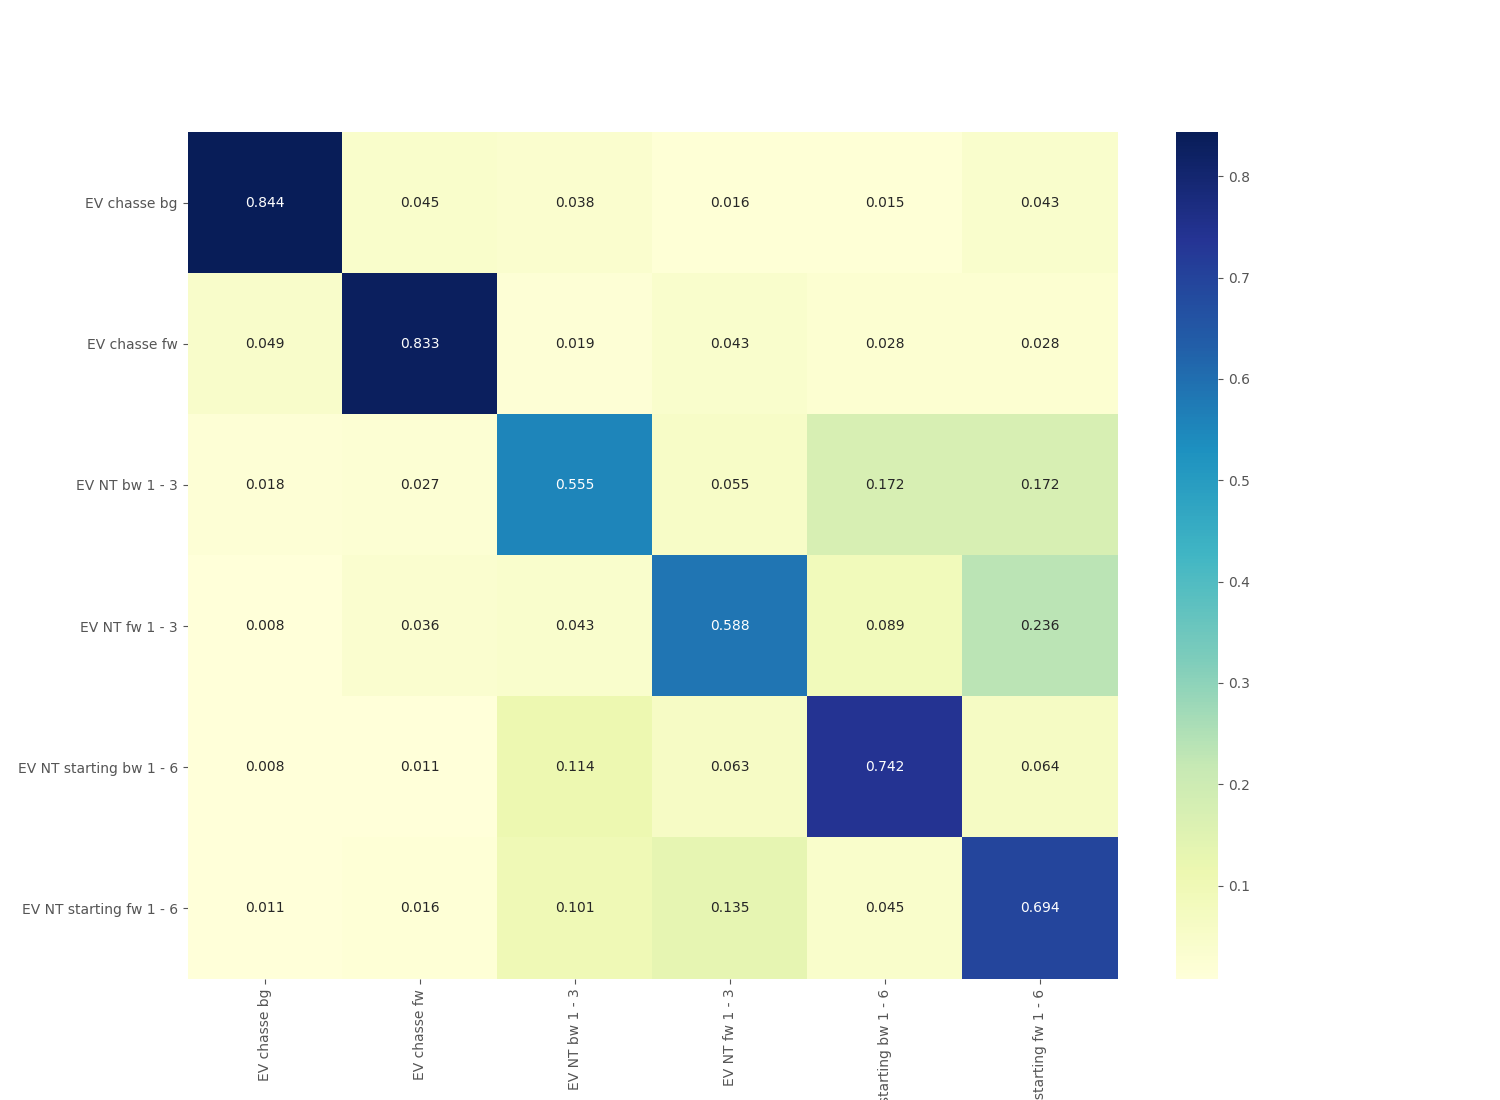 EV chasse bg 0.844 0.045 0.038 0.016 0.015 0.043
EV chasse fw 0.049 0.833 0.019 0.043 0.028 0.028
EV NT bw 1 - 3 0.018 0.027 0.555 0.055 0.172 0.172
EV NT fw 1 - 3 0.008 0.036 0.043 0.588 0.089 0.236
EV NT starting bw 1 - 6 0.008 0.011 0.114 0.063 0.742 0.064
EV NT starting fw 1 - 6 0.011 0.016 0.101 0.135 0.045 0.694
EV chasse bg
EV chasse fw
EV NT bw 1 - 3
EV NT fw 1 - 3
starting bw 1 - 6
starting fw 1 - 6
0.8
0.7
0.6
0.5
0.4
0.3
0.2
0.1